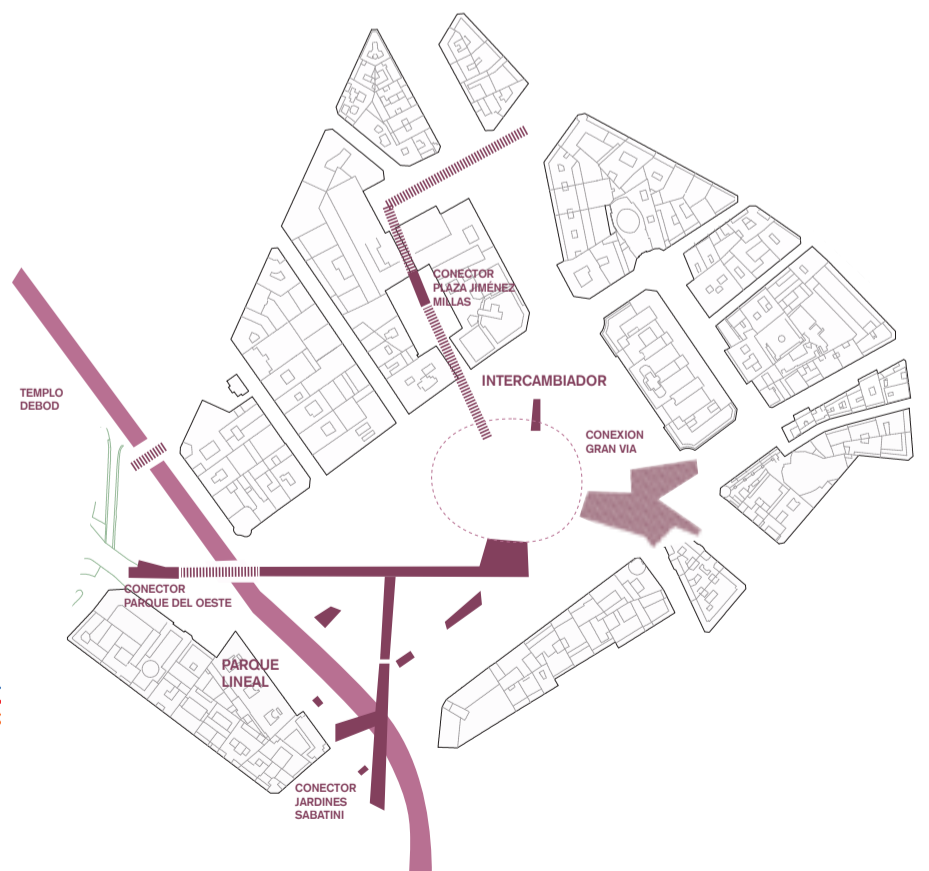 CONECTOR
PLAZA JIMÉNEZ
MILLAS
INTERCAMBIADOR
TEMPLO
DEBOD
CONEXION
GRAN VIA
CONECTOR
PARQUE DEL OESTE
PARQUE
LINEAL
CONECTOR
JARDINES
SABATINI